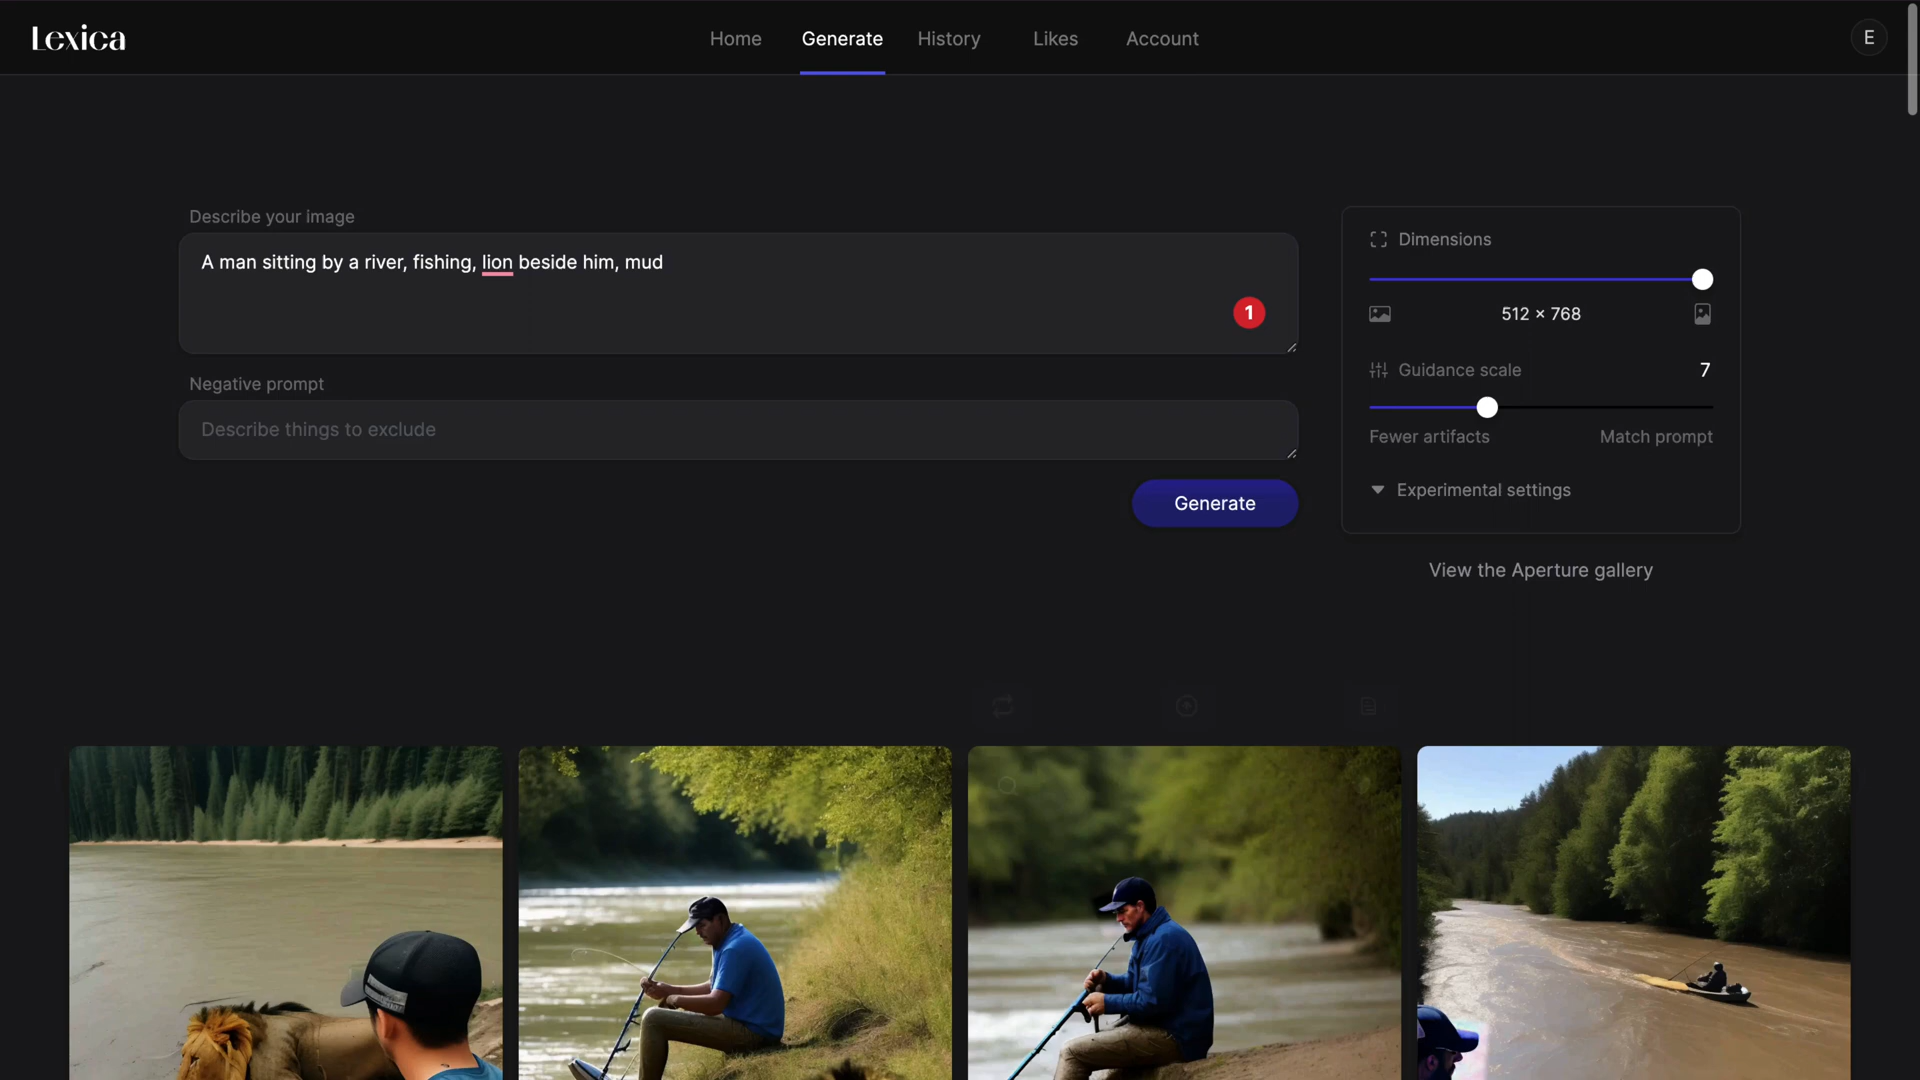 Lexica
Home Generate History Likes Account E
Describe your image
A man sitting by a river, fishing, lion beside him, mud
1
Negative prompt
Describe things to exclude
Generate
Dimensions
512 × 768
Guidance scale 7
Fewer artifacts Match prompt
Experimental settings
View the Aperture gallery